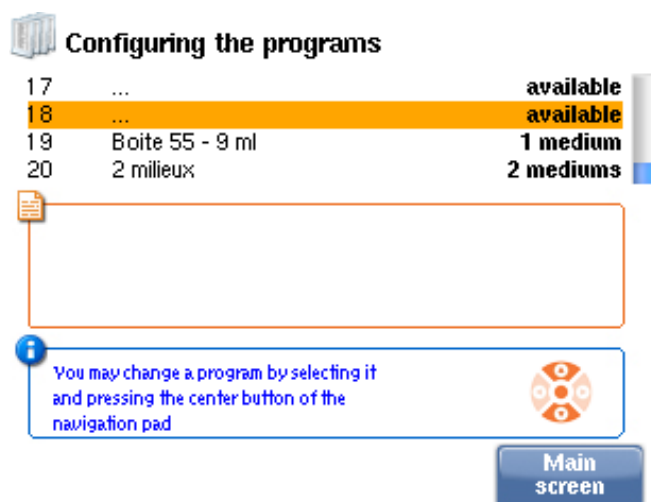 Configuring the programs
17 ... available
18 ... available
19 Boite 55 - 9 ml 1 medium
20 2 milieux 2 mediums
You may change a program by selecting it
and pressing the center button of the
navigation pad
Main
screen